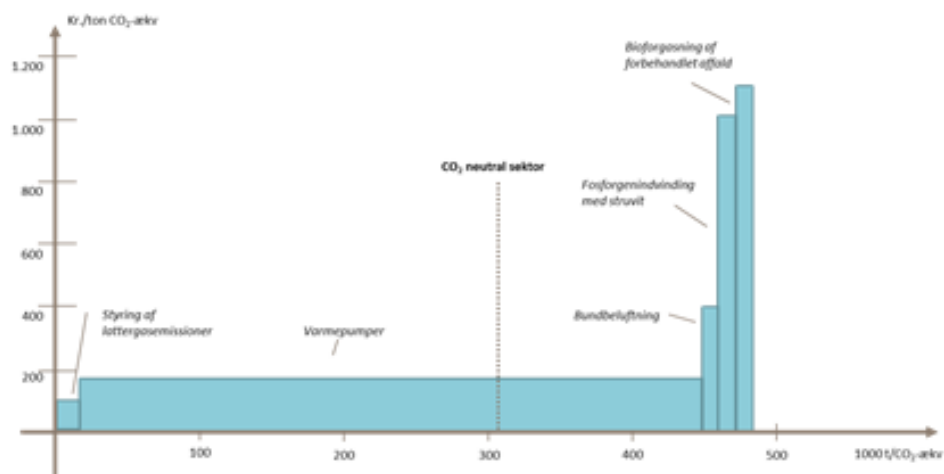 Kr./ton CO₂-ækv
1.200
1.000
800
600
400
200
Bioforgasning af
forbehandlet affald
CO₂ neutral sektor
Fosforgenindvinding
med struvit
Styring af
lattergasemissioner
Varmepumper
Bundbeluftning
100
200
300
400
500
1000 t/CO₂-ækv